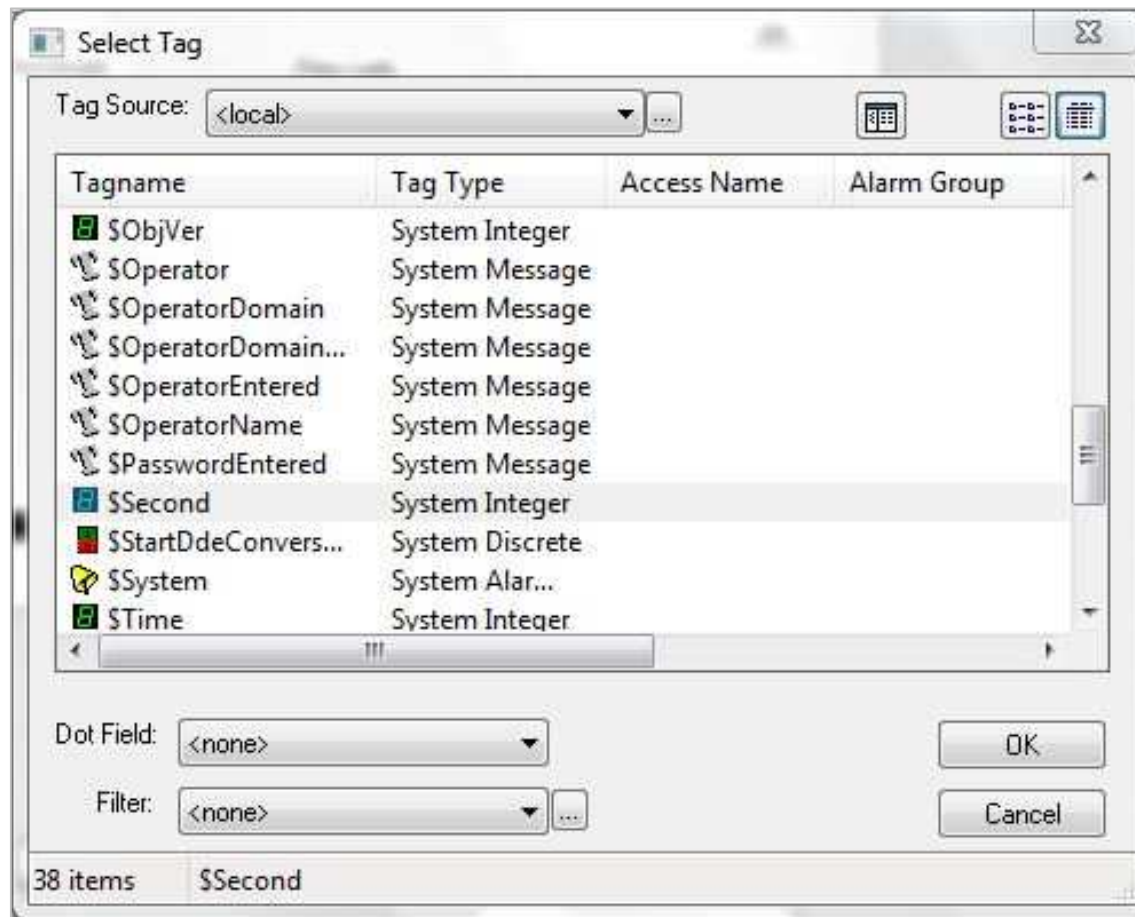 Select Tag
Tag Source: <local> ...
Tagname Tag Type Access Name Alarm Group
$ObjVer System Integer
$Operator System Message
$OperatorDomain System Message
$OperatorDomain... System Message
$OperatorEntered System Message
$OperatorName System Message
$PasswordEntered System Message
$Second System Integer
$StartDdeConvers... System Discrete
$System System Alar...
$Time System Integer
Dot Field: <none> OK
Filter: <none> ... Cancel
38 items $Second